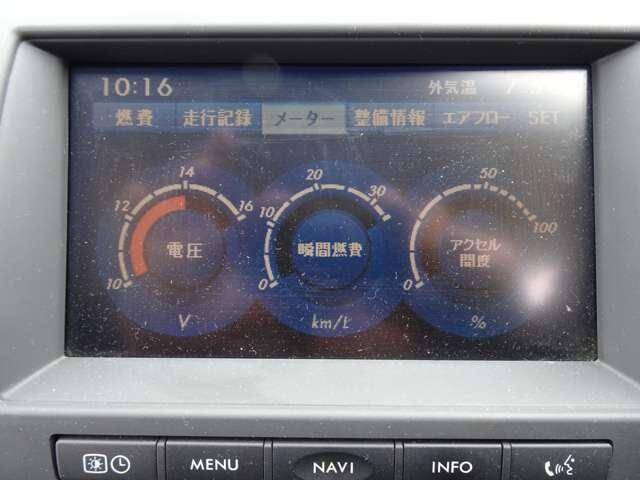 10:16 外気温
燃費 走行記録 メーター 整備情報 エアフロー SET
10 12 14 16
電圧
V
0 10 20 30
瞬間燃費
km/L
0 50 100
アクセル
開度
%
MENU NAVI INFO